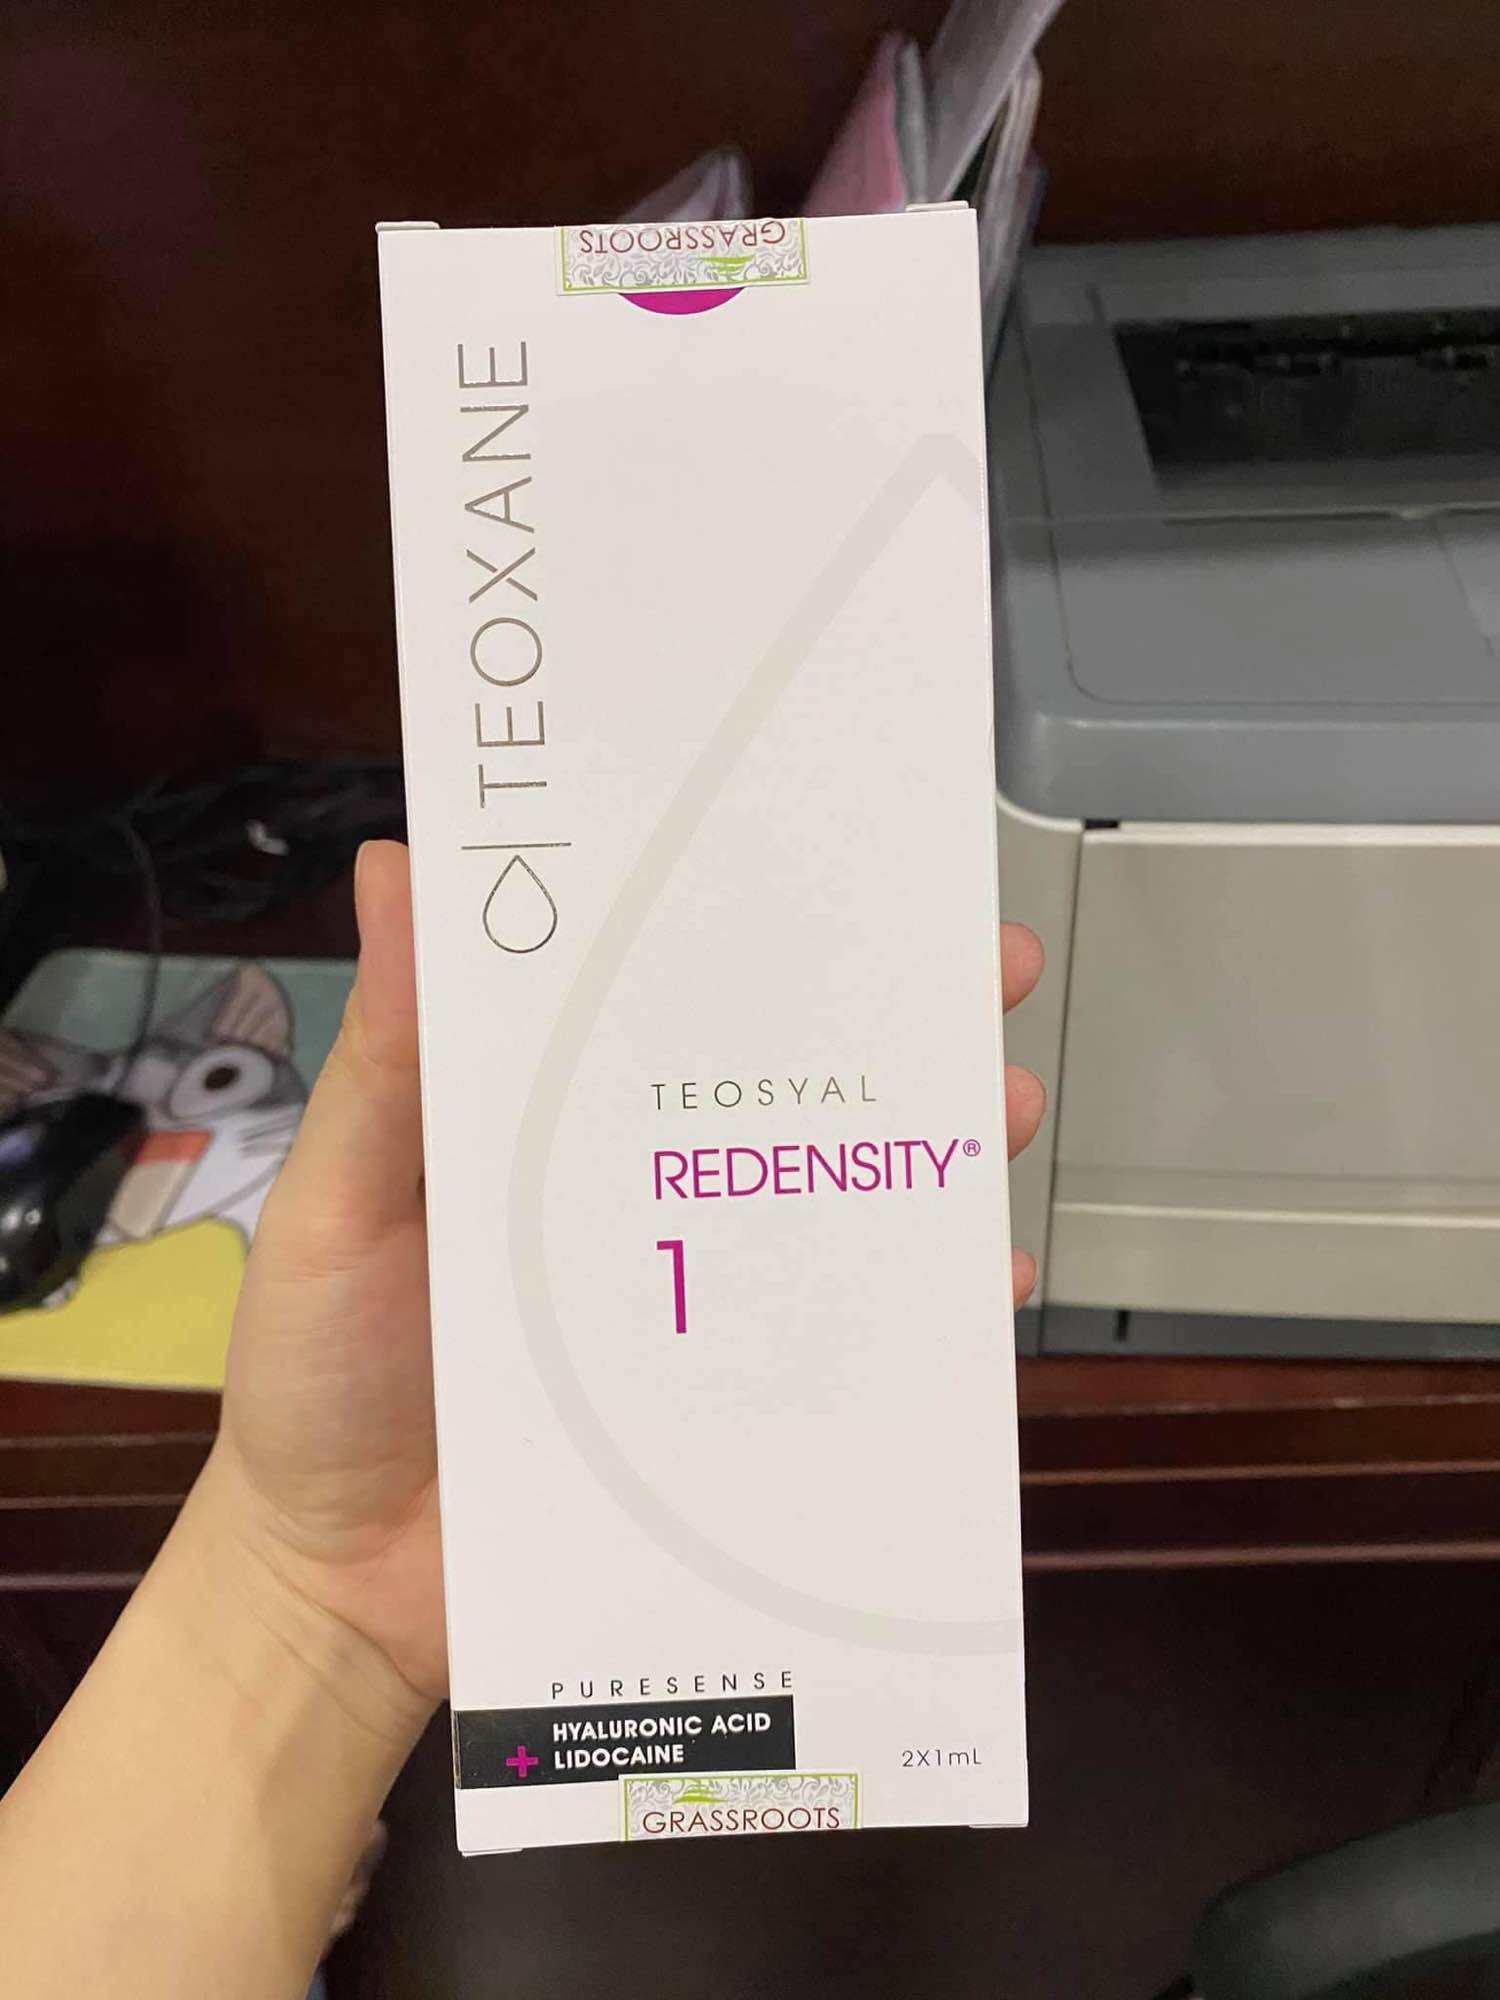 GRASSROOTS
TEOXANE
TEOSYAL
REDENSITY®
1
PURESENSE
HYALURONIC ACID
+ LIDOCAINE
2X1mL
GRASSROOTS